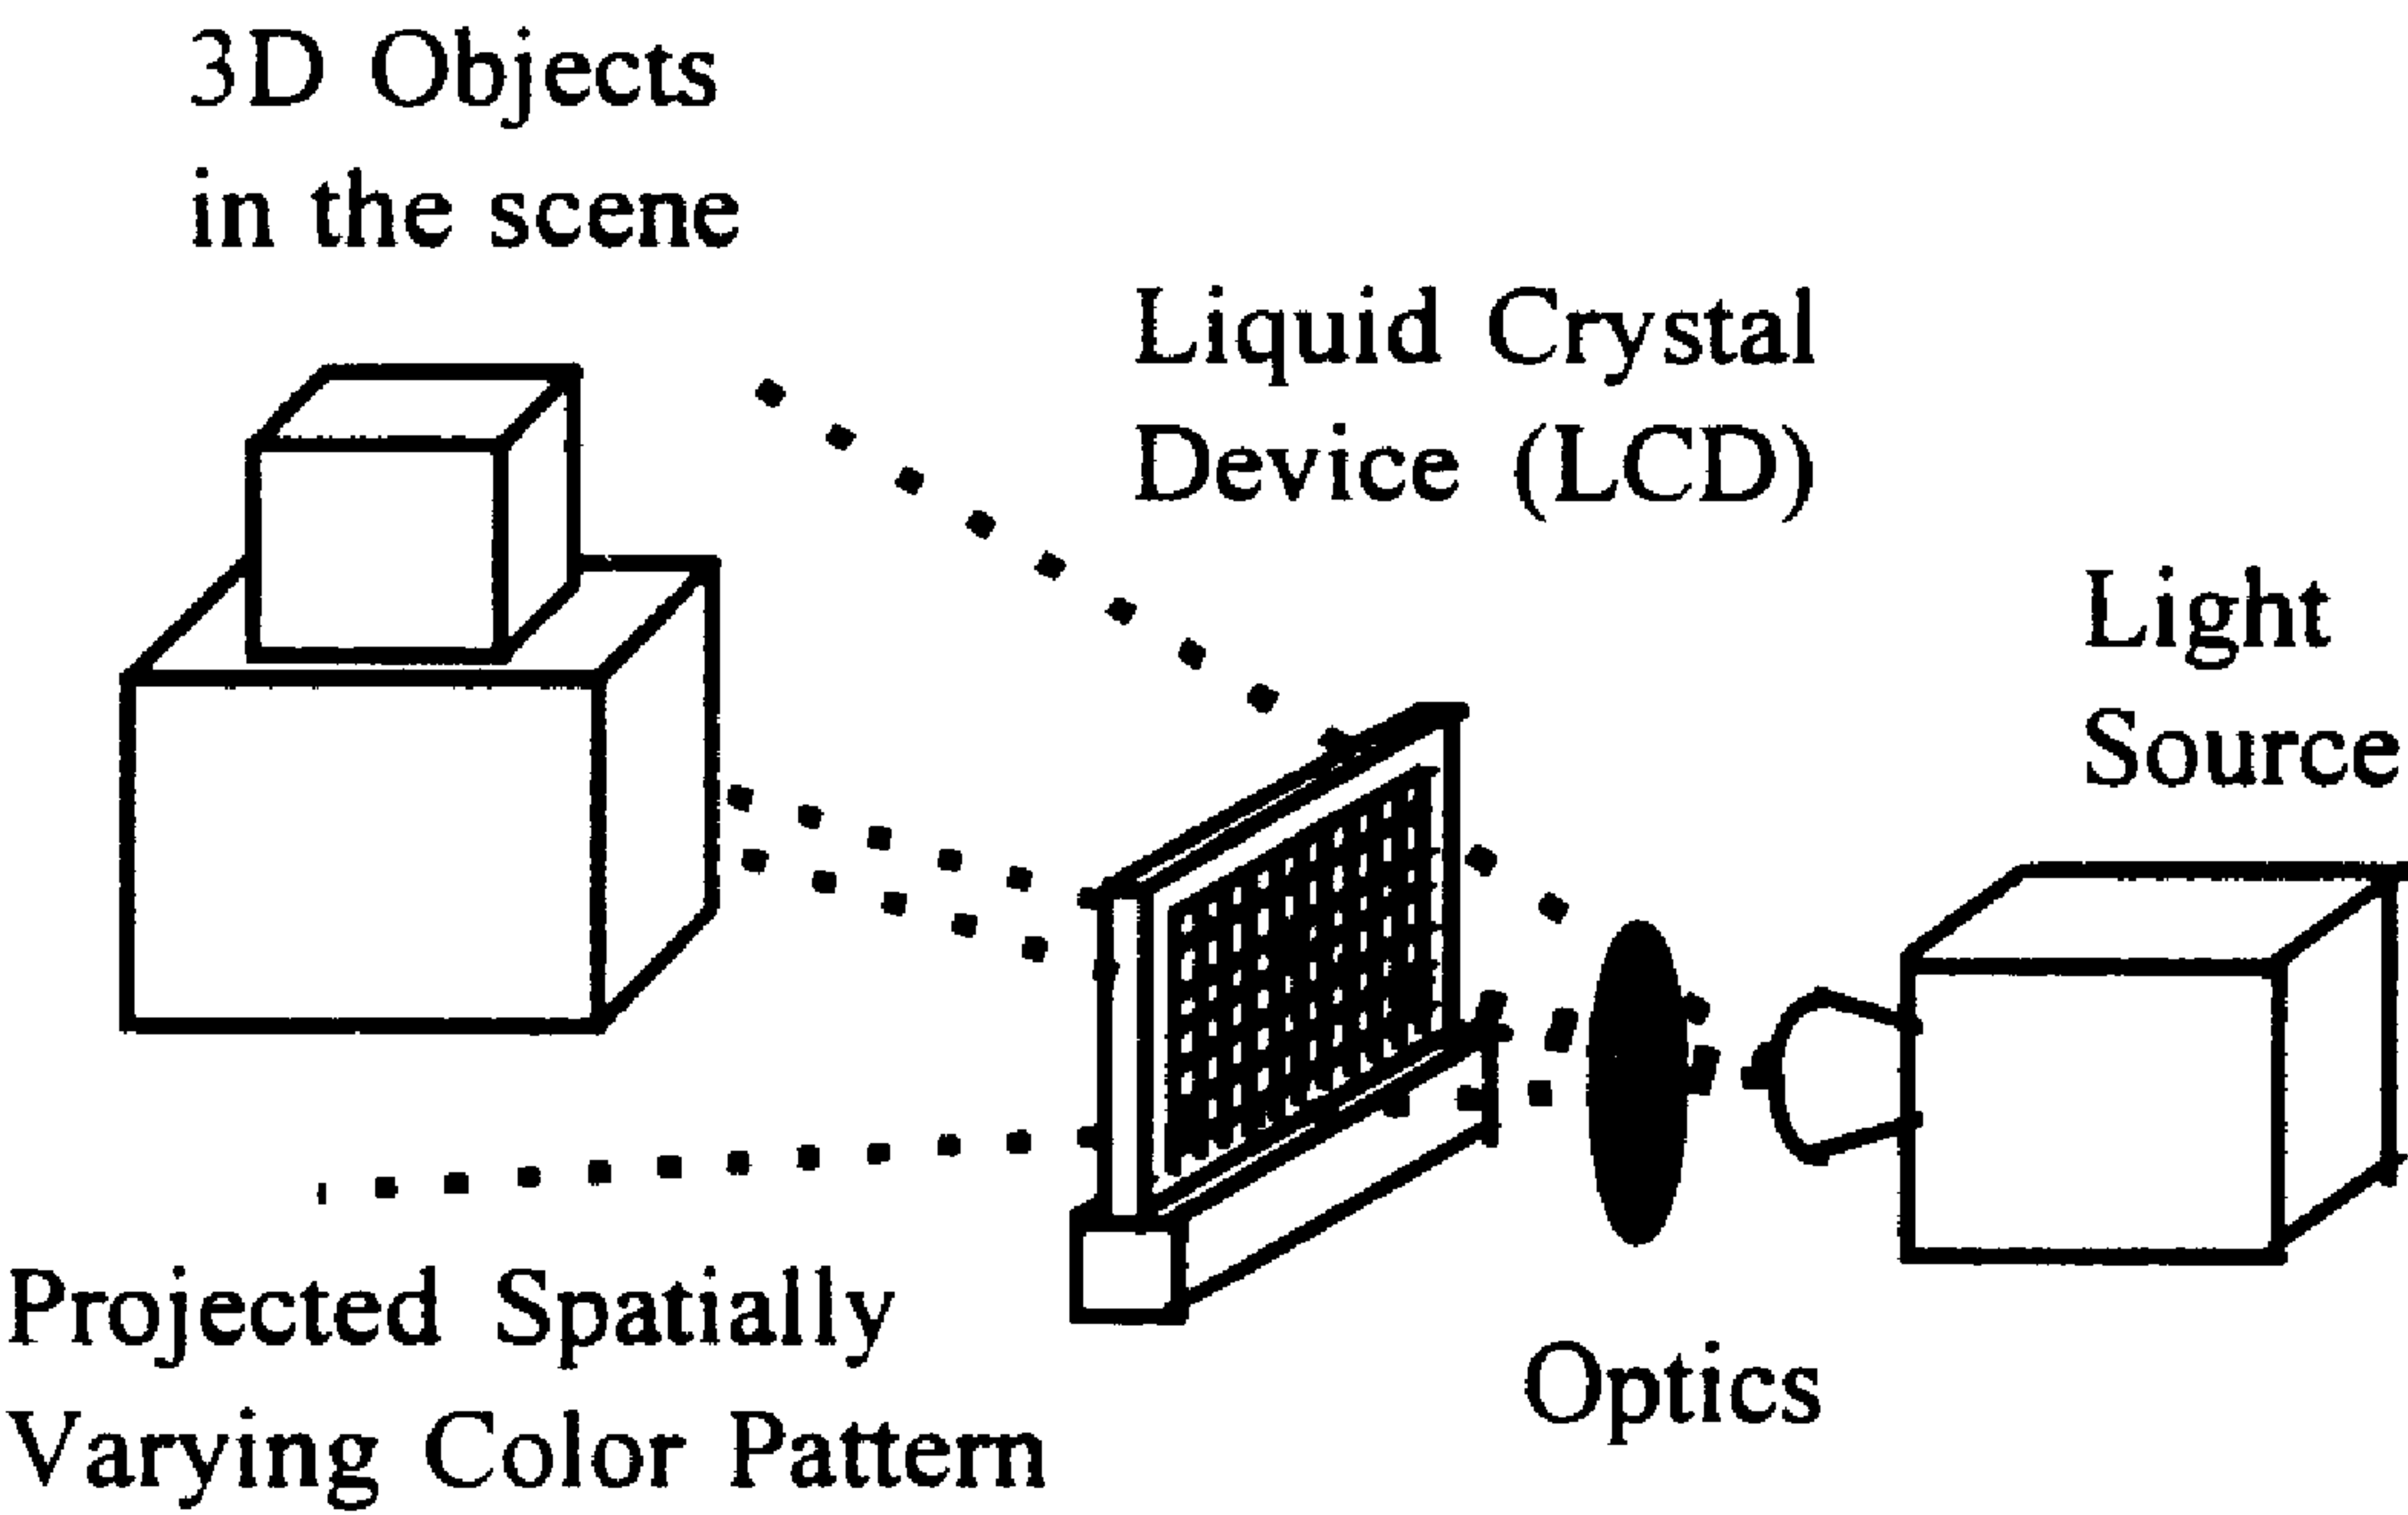 3D Objects
in the scene
Liquid Crystal
Device (LCD)
Light
Source
Projected Spatially
Varying Color Pattern
Optics